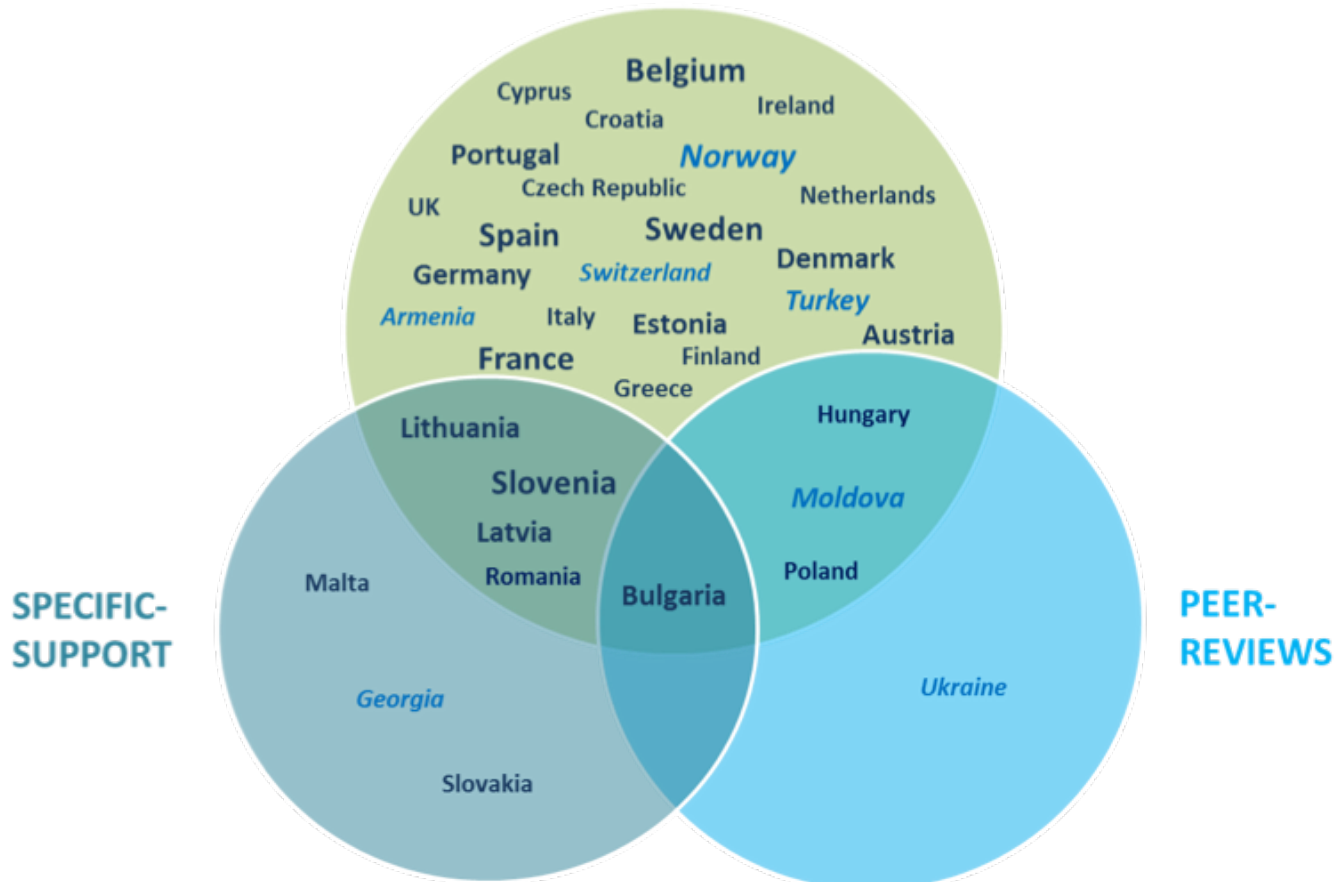 Belgium
Cyprus
Ireland
Croatia
Portugal
Norway
Czech Republic
Netherlands
UK
Spain
Sweden
Denmark
Germany
Switzerland
Turkey
Armenia
Italy
Estonia
Austria
France
Finland
Greece
Hungary
Lithuania
Slovenia
Moldova
Latvia
Romania
Poland
Malta
Bulgaria
SPECIFIC-
SUPPORT
PEER-
REVIEWS
Georgia
Ukraine
Slovakia